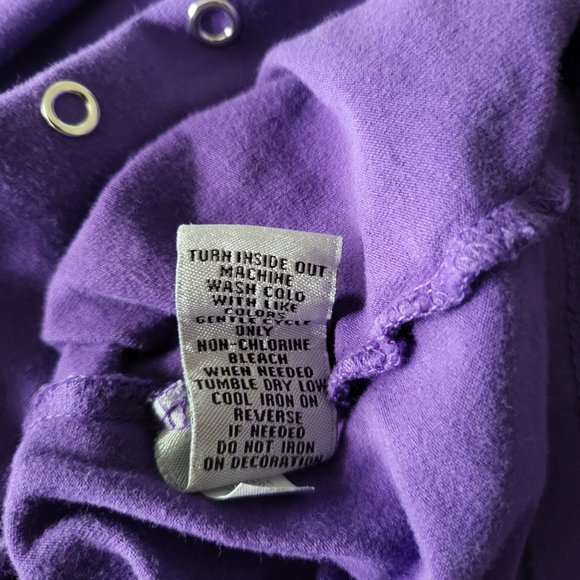 TURN INSIDE OUT
MACHINE
WASH COLD
WITH LIKE
COLORS
GENTLE CYCLE
ONLY
NON-CHLORINE
BLEACH
WHEN NEEDED
TUMBLE DRY LOW
COOL IRON ON
REVERSE
IF NEEDED
DO NOT IRON
ON DECORATION